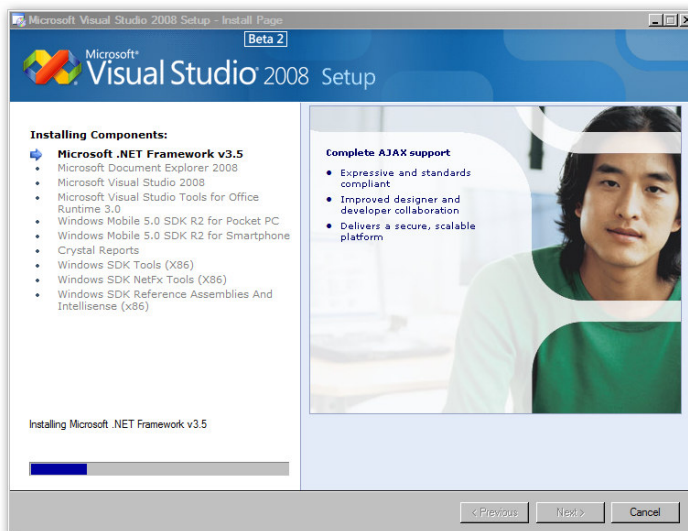 Microsoft Visual Studio 2008 Setup - Install Page
Beta 2
Microsoft®
Visual Studio® 2008 Setup
Installing Components:
Microsoft .NET Framework v3.5
Microsoft Document Explorer 2008
Microsoft Visual Studio 2008
Microsoft Visual Studio Tools for Office
Runtime 3.0
Windows Mobile 5.0 SDK R2 for Pocket PC
Windows Mobile 5.0 SDK R2 for Smartphone
Crystal Reports
Windows SDK Tools (X86)
Windows SDK NetFx Tools (X86)
Windows SDK Reference Assemblies And
Intellisense (x86)
Installing Microsoft .NET Framework v3.5
Complete AJAX support
• Expressive and standards
compliant
• Improved designer and
developer collaboration
• Delivers a secure, scalable
platform
< Previous
Next >
Cancel